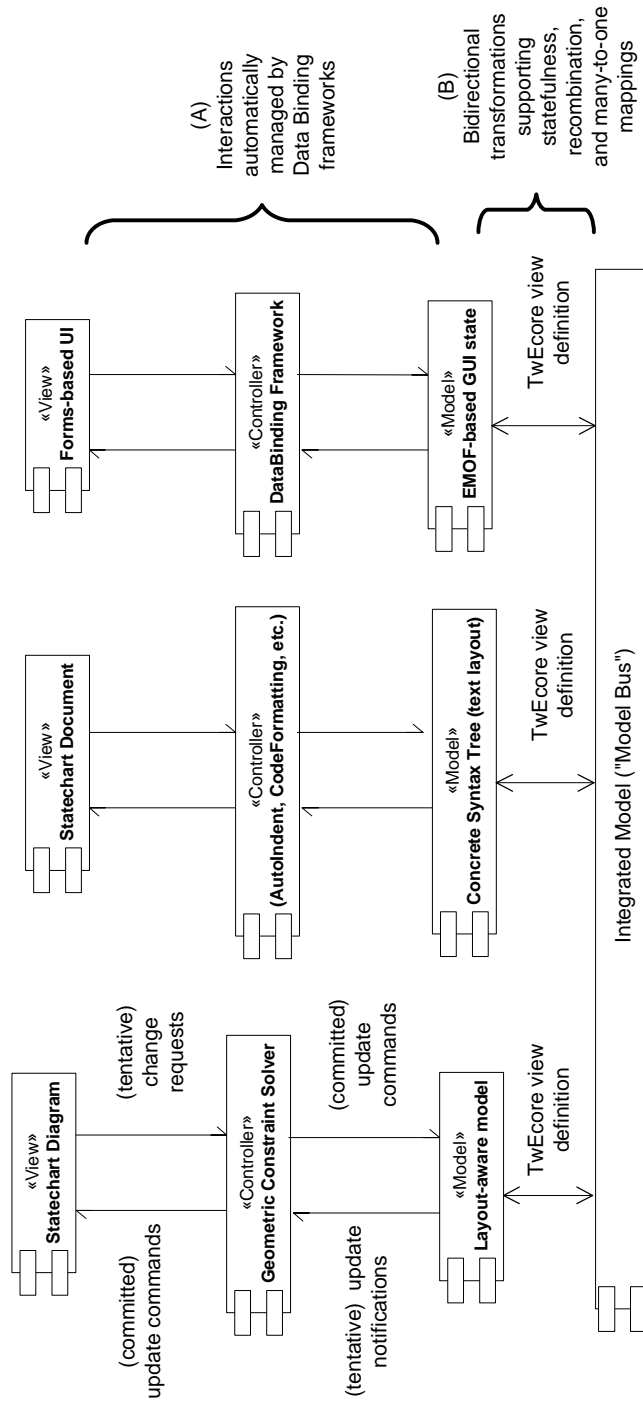 «View»
Statechart Diagram
(committed)
update commands
(tentative)
change
requests
«Controller»
Geometric Constraint Solver
(tentative) update
notifications
(committed)
update
commands
«Model»
Layout-aware model
TwEcore view
definition
«View»
Statechart Document
«Controller»
(AutoIndent, CodeFormatting, etc.)
«Model»
Concrete Syntax Tree (text layout)
TwEcore view
definition
«View»
Forms-based UI
«Controller»
DataBinding Framework
«Model»
EMOF-based GUI state
TwEcore view
definition
(A)
Interactions
automatically
managed by
Data Binding
frameworks
(B)
Bidirectional
transformations
supporting
statefulness,
recombination,
and many-to-one
mappings
Integrated Model ("Model Bus")